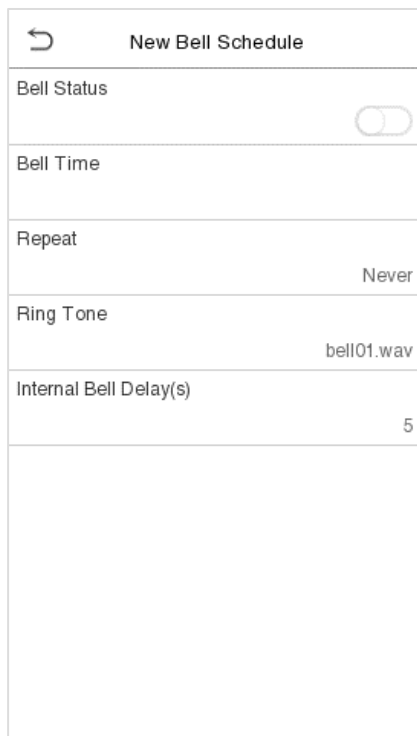 New Bell Schedule
Bell Status
Bell Time
Repeat
Never
Ring Tone
bell01.wav
Internal Bell Delay(s)
5